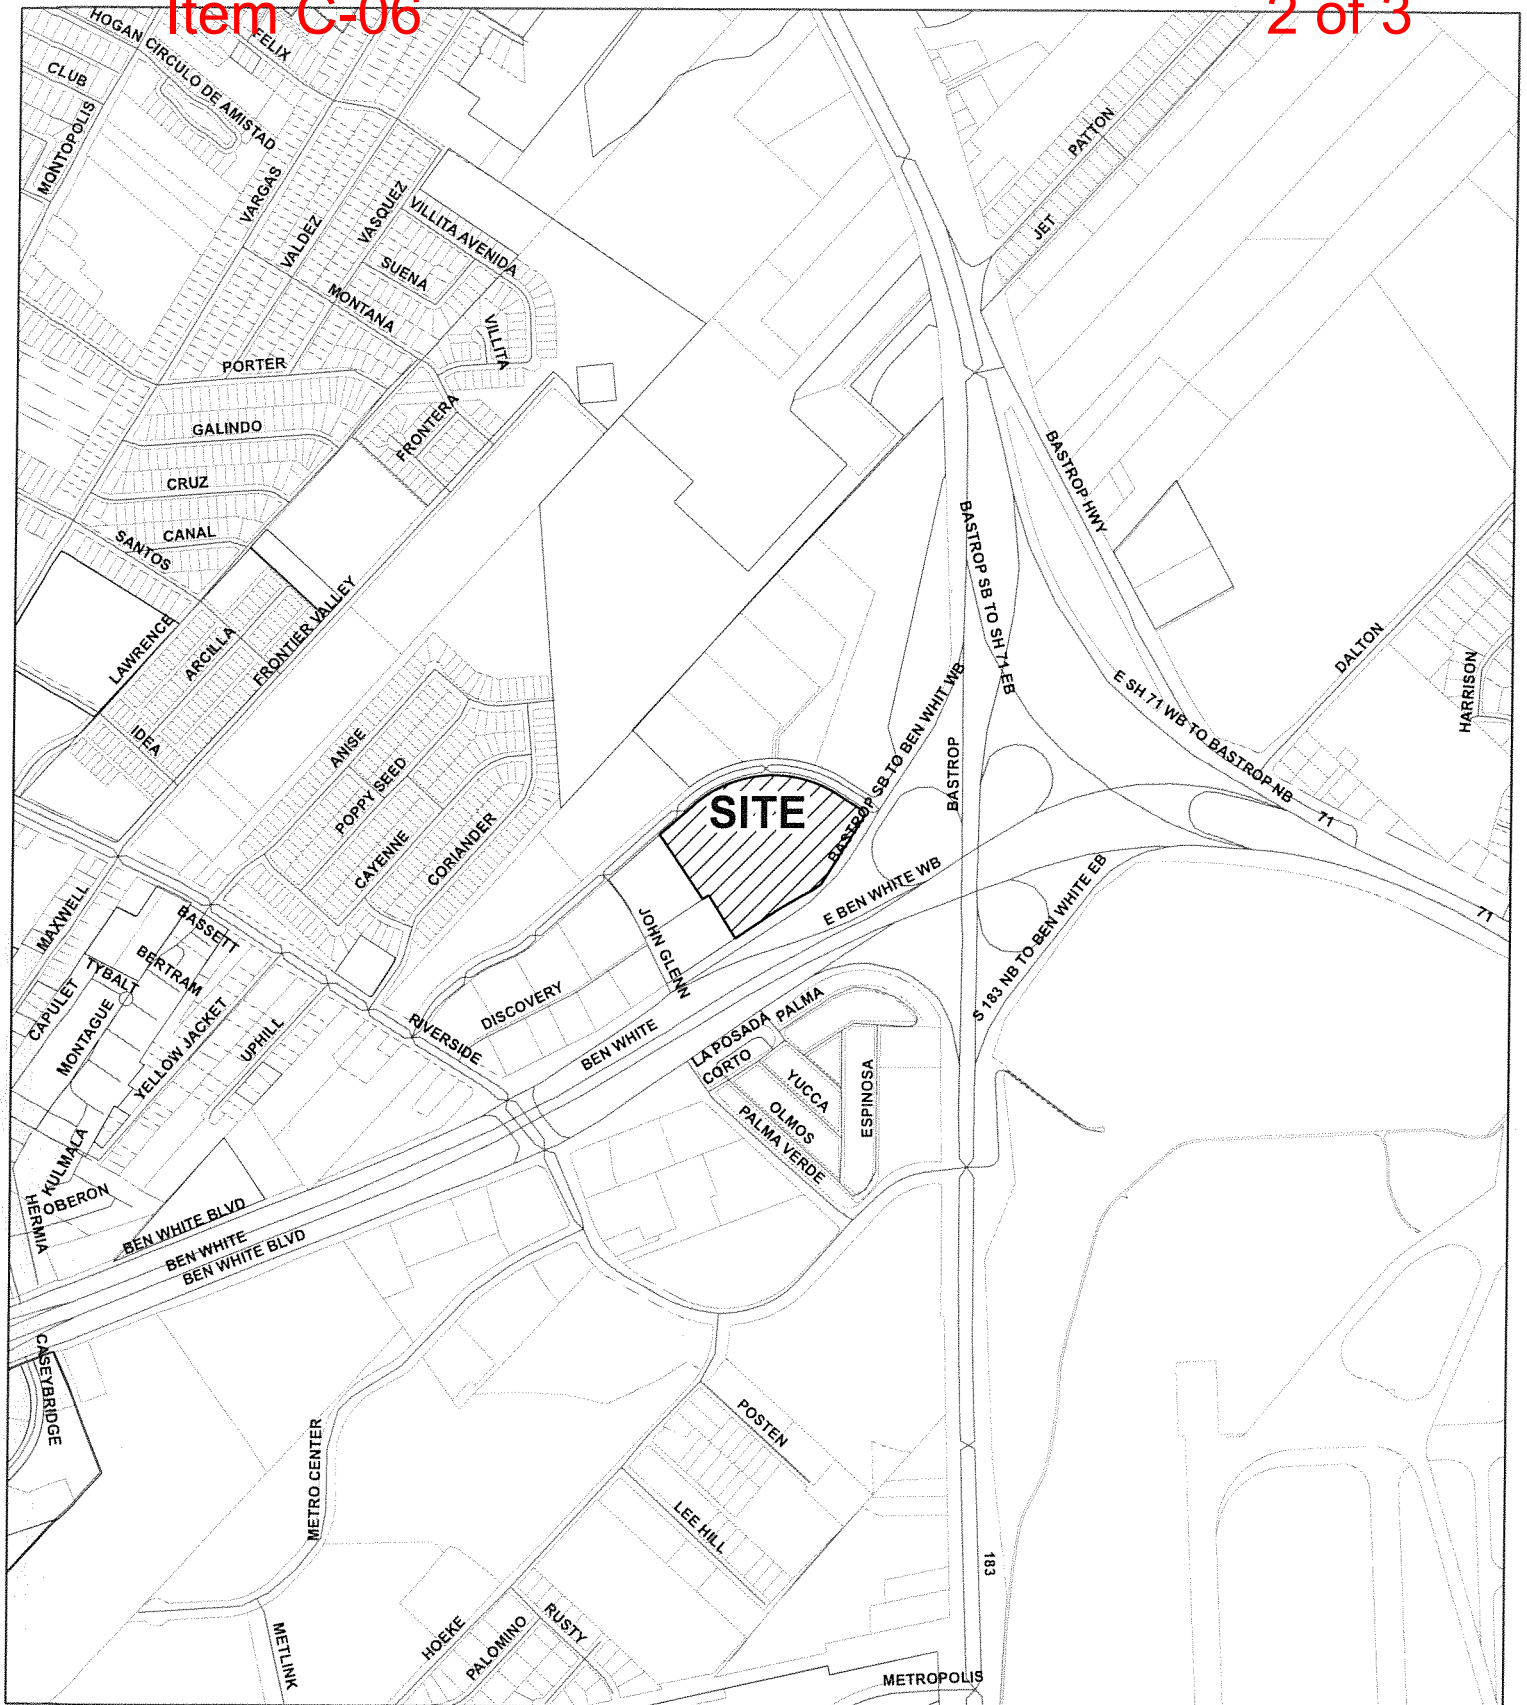 Item C-06
2 of 3
HOGAN
CIRCULO DE AMISTAD
FELIX
CLUB
MONTOPOLIS
VARGAS
VALDEZ
VASQUEZ
VILLITA AVENIDA
SUENA
MONTANA
VILLITA
PATTON
JET
PORTER
GALINDO
FRONTERA
CRUZ
CANAL
SANTOS
BASTROP HWY
BASTROP SB TO SH 71 EB
LAWRENCE
ARCILLA
FRONTIER VALLEY
IDEA
DALTON
HARRISON
E SH 71 WB TO BASTROP NB
BASTROP SB TO BEN WHIT WB
BASTROP
71
ANISE
POPPY SEED
CAYENNE
CORIANDER
SITE
E BEN WHITE WB
S 183 NB TO BEN WHITE EB
71
MAXWELL
BASSETT
BERTRAM
TYBALT
CAPULET
MONTAGUE
YELLOW JACKET
UPHILL
JOHN GLENN
DISCOVERY
RIVERSIDE
BEN WHITE
LA POSADA
PALMA
CORTO
YUCCA
OLMOS
PALMA VERDE
ESPINOSA
KULMALA
OBERON
HERMIA
BEN WHITE BLVD
BEN WHITE
BEN WHITE BLVD
CASEYBRIDGE
METRO CENTER
POSTEN
LEE HILL
183
METLINK
HOEKE
PALOMINO
RUSTY
METROPOLIS